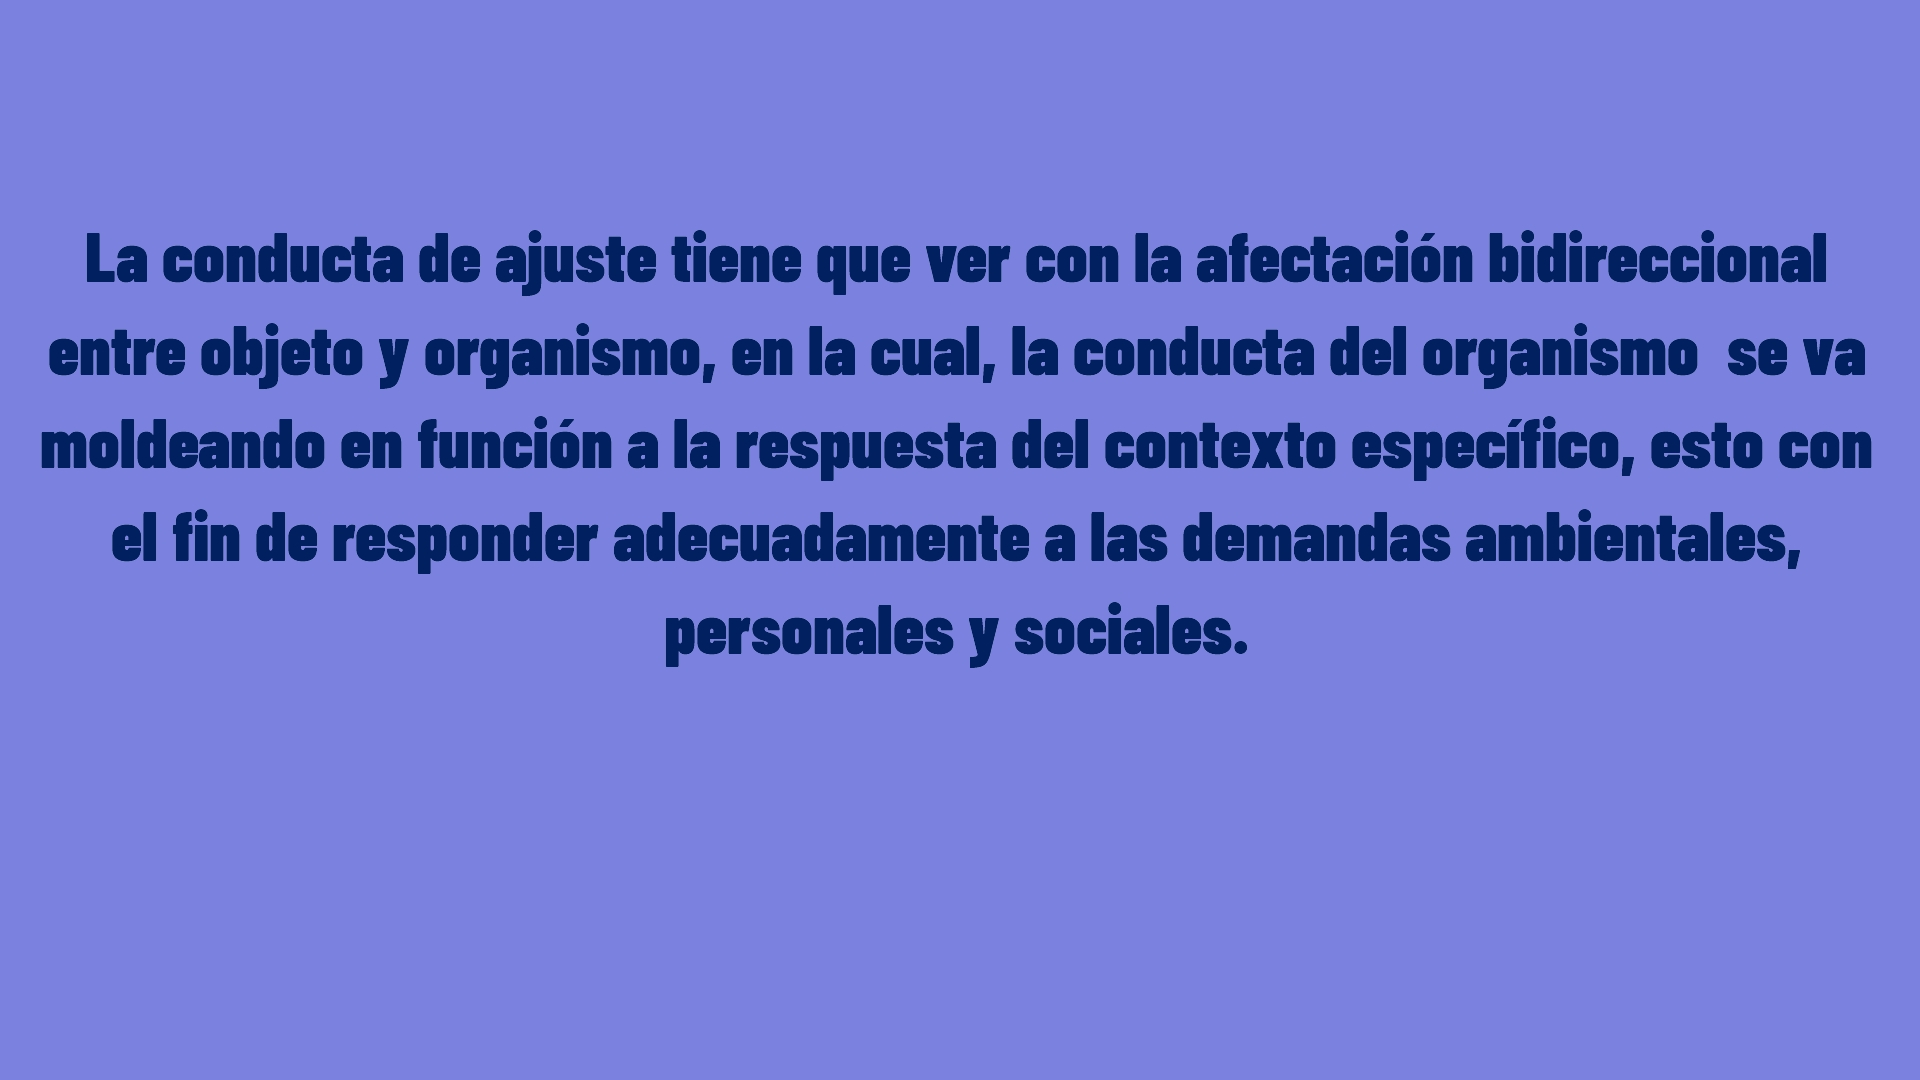 La conducta de ajuste tiene que ver con la afectación bidireccional
entre objeto y organismo, en la cual, la conducta del organismo  se va
moldeando en función a la respuesta del contexto específico, esto con
el fin de responder adecuadamente a las demandas ambientales,
personales y sociales.